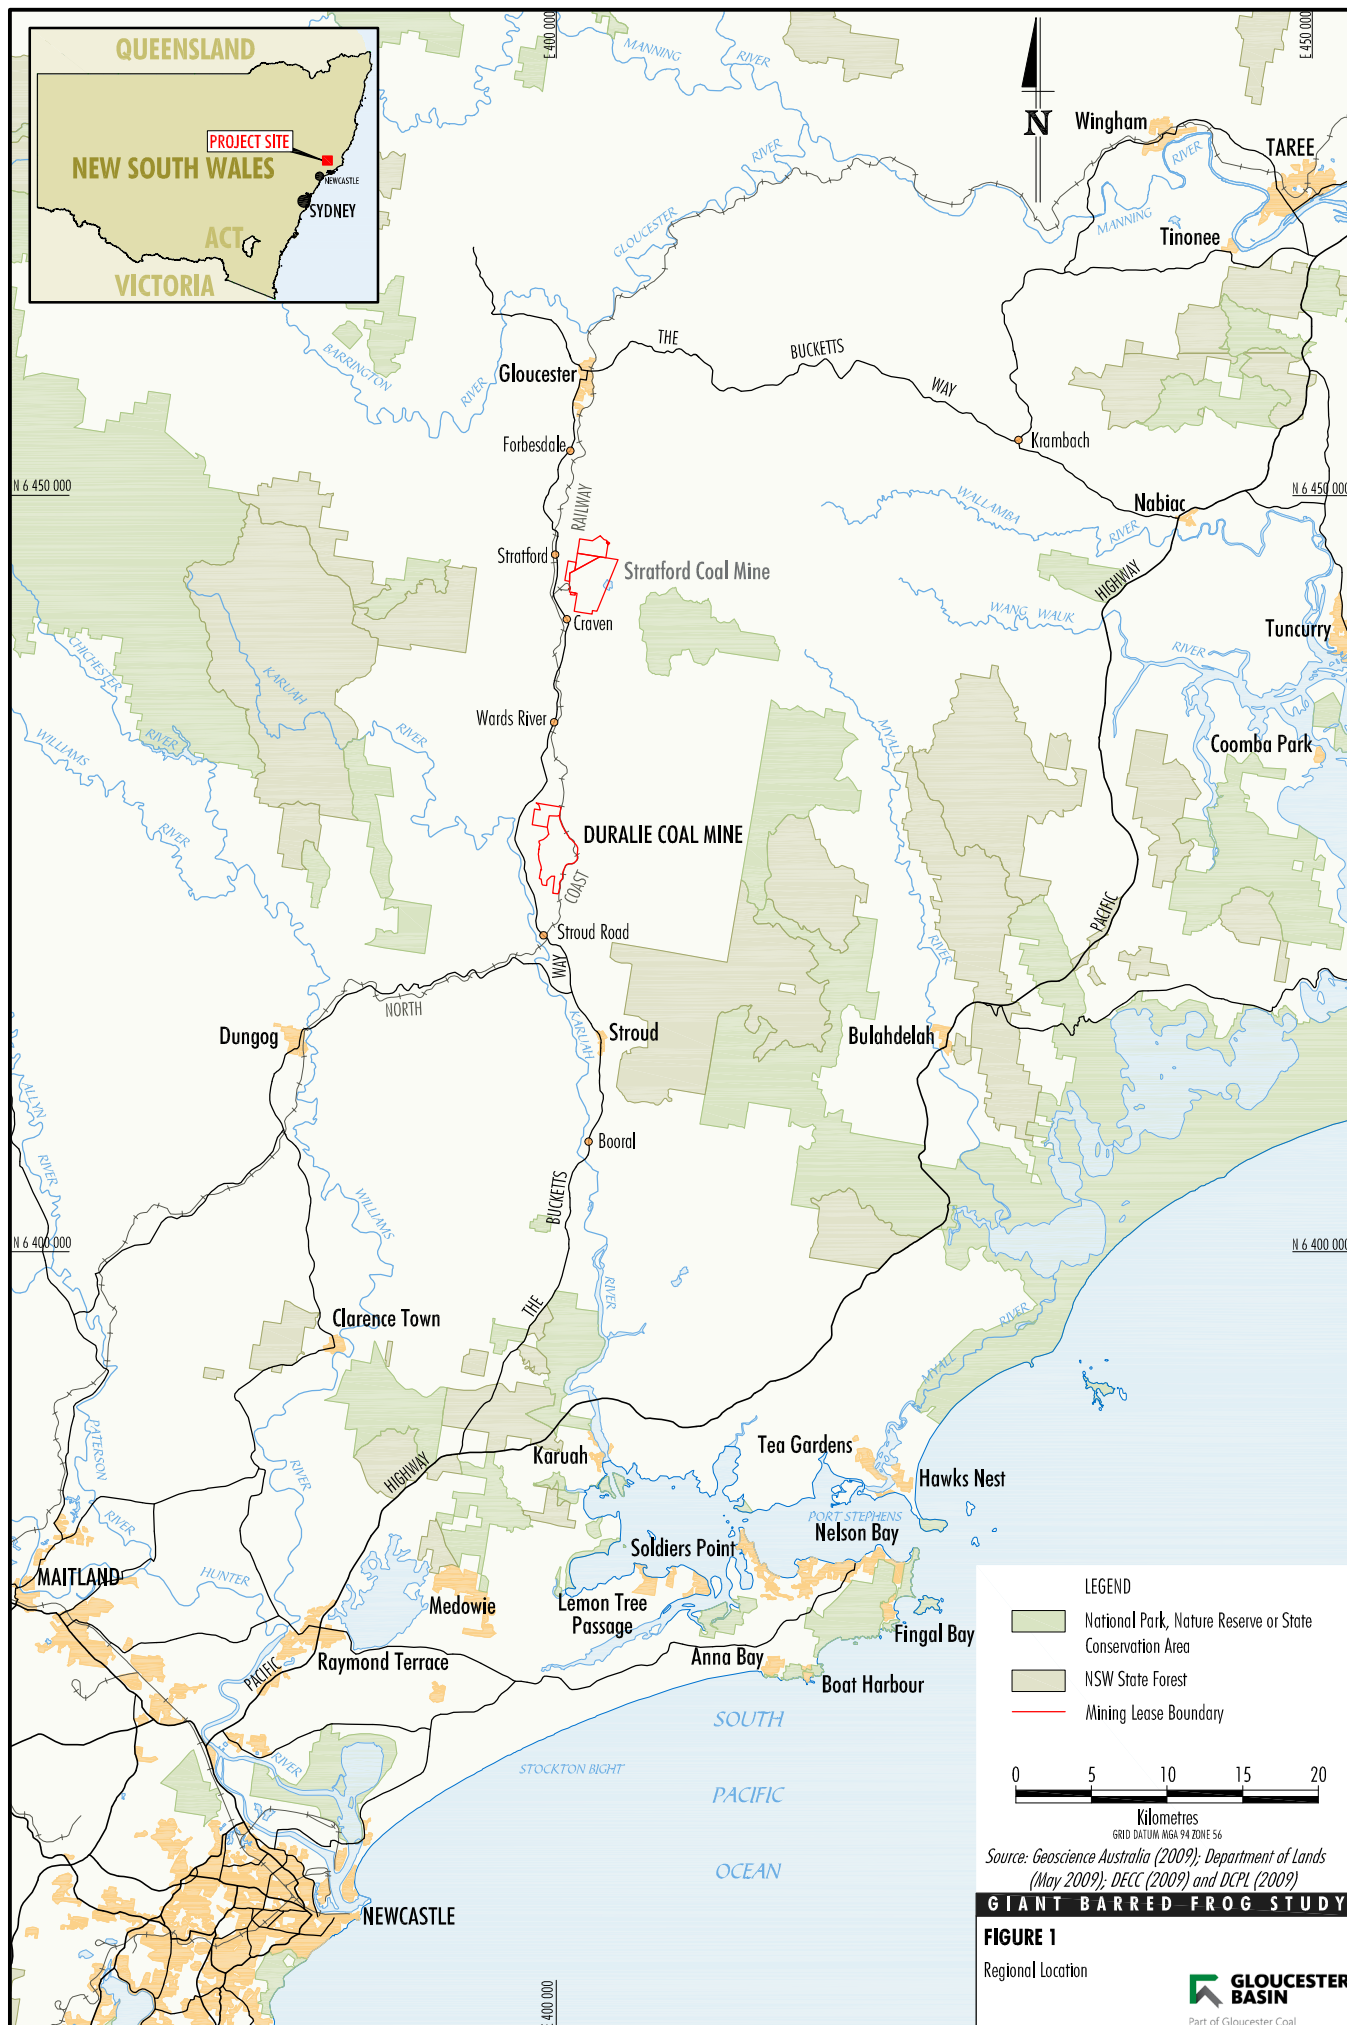 QUEENSLAND
PROJECT SITE
NEW SOUTH WALES
NEWCASTLE
SYDNEY
ACT
VICTORIA
E 400 000
E 450 000
MANNING
RIVER
N
Wingham
TAREE
RIVER
MANNING
Tinonee
GLOUCESTER
RIVER
THE
BUCKETTS
WAY
BARRINGTON
RIVER
Gloucester
Forbesdale
Krambach
N 6 450 000
N 6 450 000
RAILWAY
WALLAMBA
RIVER
Nabiac
Stratford
Stratford Coal Mine
HIGHWAY
WANG WAUK
RIVER
Craven
Tuncurry
CHICHESTER
RIVER
KARUAH
RIVER
Wards River
MYALL
RIVER
WILLIAMS
RIVER
Coomba Park
DURALIE COAL MINE
COAST
PACIFIC
Stroud Road
WAY
NORTH
Dungog
KARUAH
Stroud
Bulahdelah
ALLYN
RIVER
Booral
WILLIAMS
BUCKETTS
N 6 400 000
N 6 400 000
THE
RIVER
Clarence Town
RIVER
MYALL
PATERSON
RIVER
RIVER
HIGHWAY
Karuah
Tea Gardens
Hawks Nest
PORT STEPHENS
Nelson Bay
Soldiers Point
MAITLAND
HUNTER
Medowie
Lemon Tree
Passage
Fingal Bay
PACIFIC
Raymond Terrace
Anna Bay
Boat Harbour
RIVER
STOCKTON BIGHT
SOUTH
PACIFIC
OCEAN
NEWCASTLE
E 400 000
LEGEND
National Park, Nature Reserve or State
Conservation Area
NSW State Forest
Mining Lease Boundary
0 5 10 15 20
Kilometres
GRID DATUM MGA 94 ZONE 56
Source: Geoscience Australia (2009); Department of Lands
(May 2009); DECC (2009) and DCPL (2009)
GIANT BARRED FROG STUDY
FIGURE 1
Regional Location
GLOUCESTER
BASIN
Part of Gloucester Coal